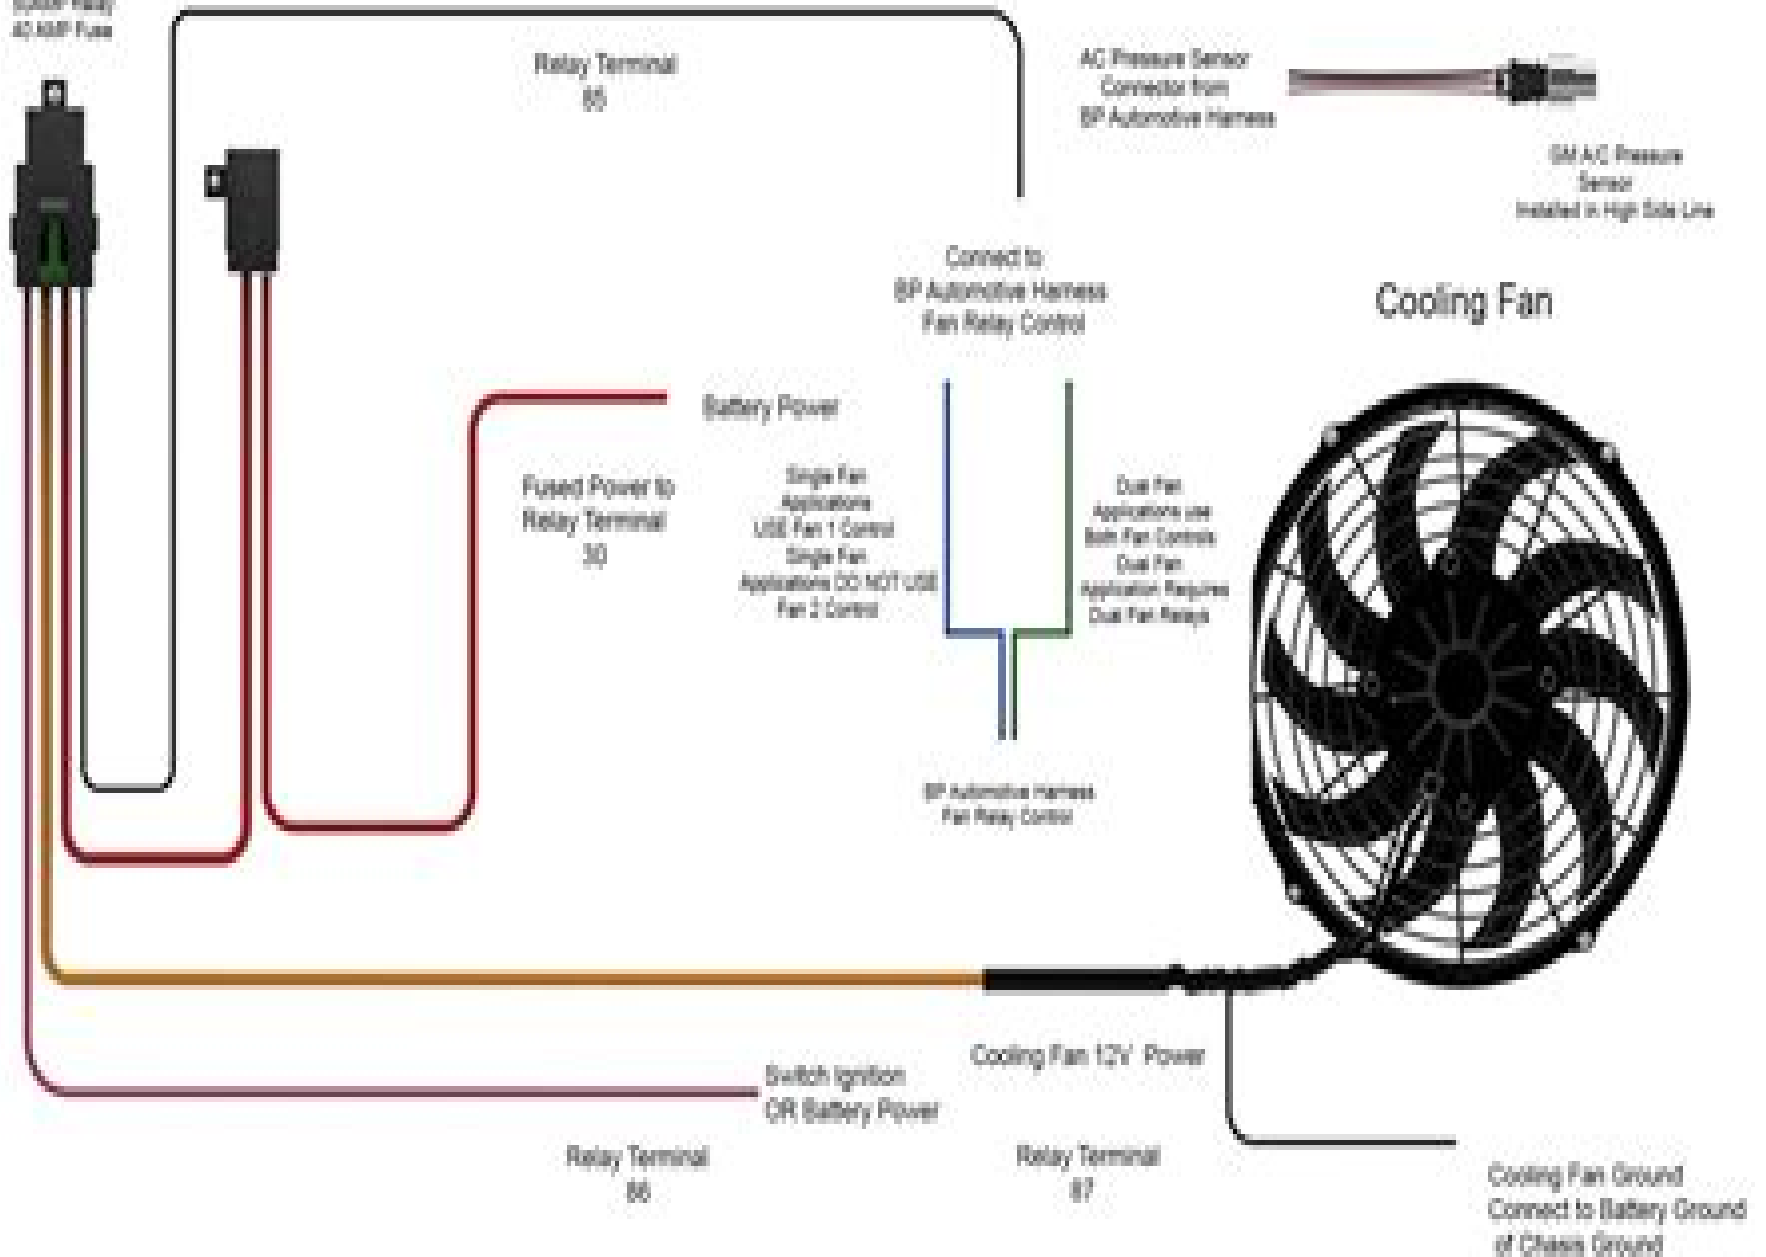 Relay
40 AMP Fuse
Relay Terminal
85
AC Pressure Sensor
Connector from
BP Automotive Harness
GM A/C Pressure
Sensor
Installed in High Side Line
Connect to
BP Automotive Harness
Fan Relay Control
Cooling Fan
Battery Power
Fused Power to
Relay Terminal
30
Single Fan
Applications
USE Fan 1 Control
Single Fan
Applications DO NOT USE
Fan 2 Control
Dual Fan
Applications use
Both Fan Controls
Dual Fan
Application Requires
Dual Fan Relays
BP Automotive Harness
Fan Relay Control
Cooling Fan 12V Power
Switch Ignition
OR Battery Power
Relay Terminal
86
Relay Terminal
87
Cooling Fan Ground
Connect to Battery Ground
of Chasis Ground